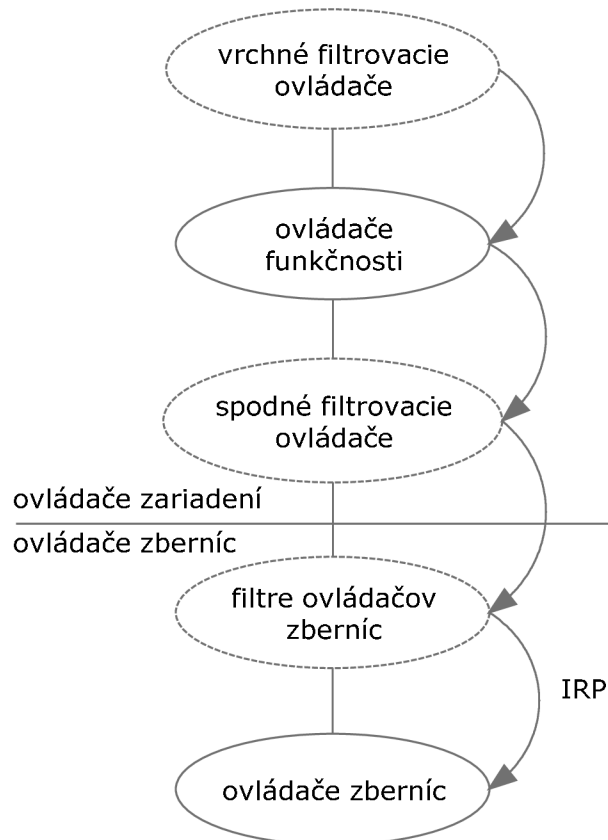 vrchné filtrovacie
ovládače
ovládače
funkčnosti
spodné filtrovacie
ovládače
ovládače zariadení
ovládače zberníc
filtre ovládačov
zberníc
IRP
ovládače zberníc